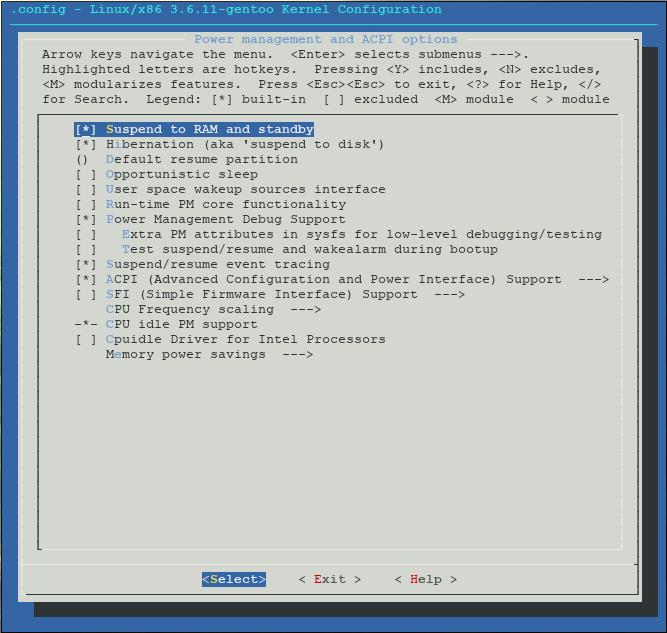 .config - Linux/x86 3.6.11-gentoo Kernel Configuration
Power management and ACPI options
Arrow keys navigate the menu.  <Enter> selects submenus --->.
Highlighted letters are hotkeys.  Pressing <Y> includes, <N> excludes,
<M> modularizes features.  Press <Esc><Esc> to exit, <?> for Help, </>
for Search.  Legend: [*] built-in  [ ] excluded  <M> module  < > module
[*] Suspend to RAM and standby
[*] Hibernation (aka 'suspend to disk')
()  Default resume partition
[ ] Opportunistic sleep
[ ] User space wakeup sources interface
[ ] Run-time PM core functionality
[*] Power Management Debug Support
[ ]   Extra PM attributes in sysfs for low-level debugging/testing
[ ]   Test suspend/resume and wakealarm during bootup
[*] Suspend/resume event tracing
[*] ACPI (Advanced Configuration and Power Interface) Support  --->
[ ] SFI (Simple Firmware Interface) Support  --->
CPU Frequency scaling  --->
-*- CPU idle PM support
[ ] Cpuidle Driver for Intel Processors
Memory power savings  --->
<Select>    < Exit >    < Help >